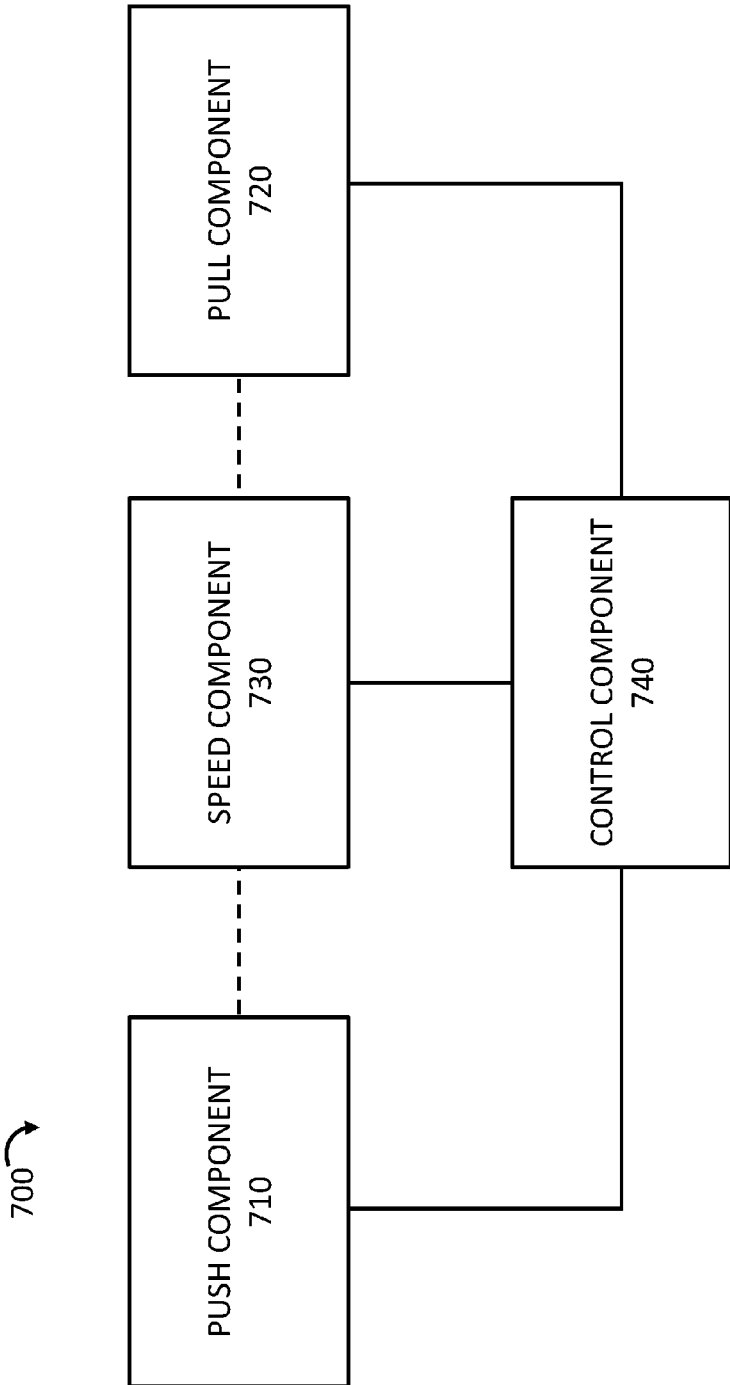 700
PUSH COMPONENT
710
SPEED COMPONENT
730
PULL COMPONENT
720
CONTROL COMPONENT
740